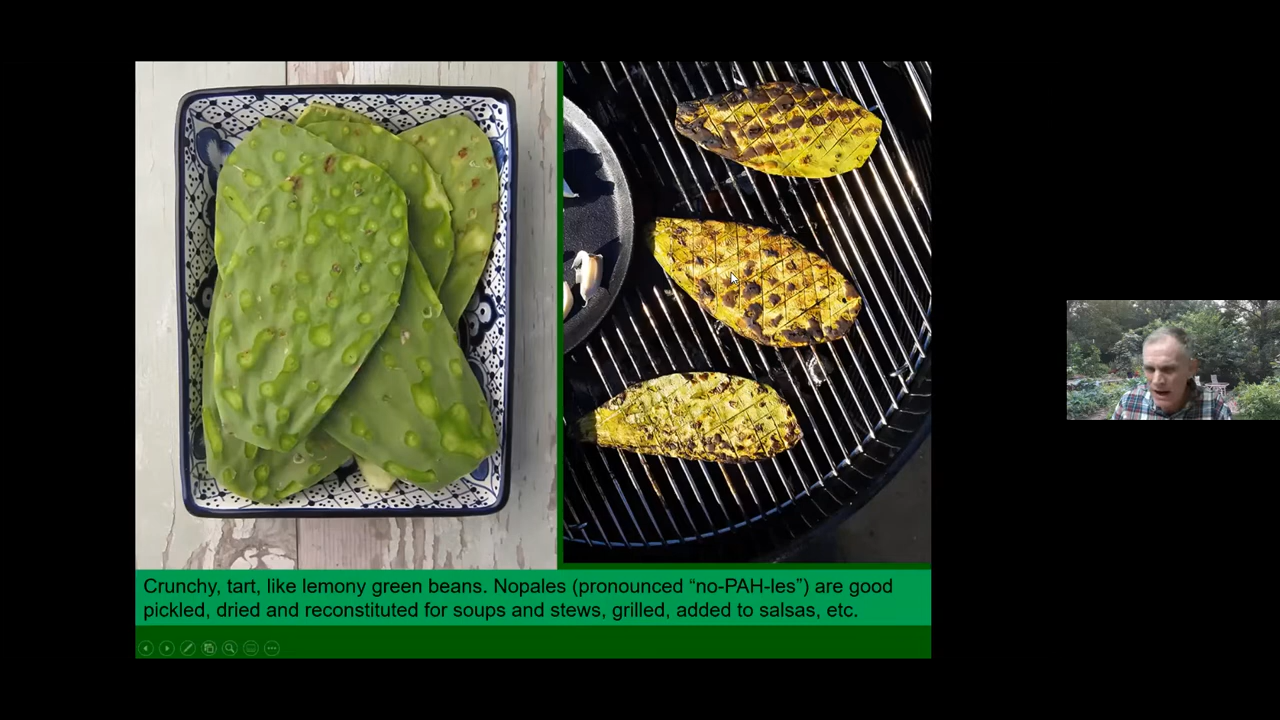 Crunchy, tart, like lemony green beans. Nopales (pronounced “no-PAH-les”) are good
pickled, dried and reconstituted for soups and stews, grilled, added to salsas, etc.